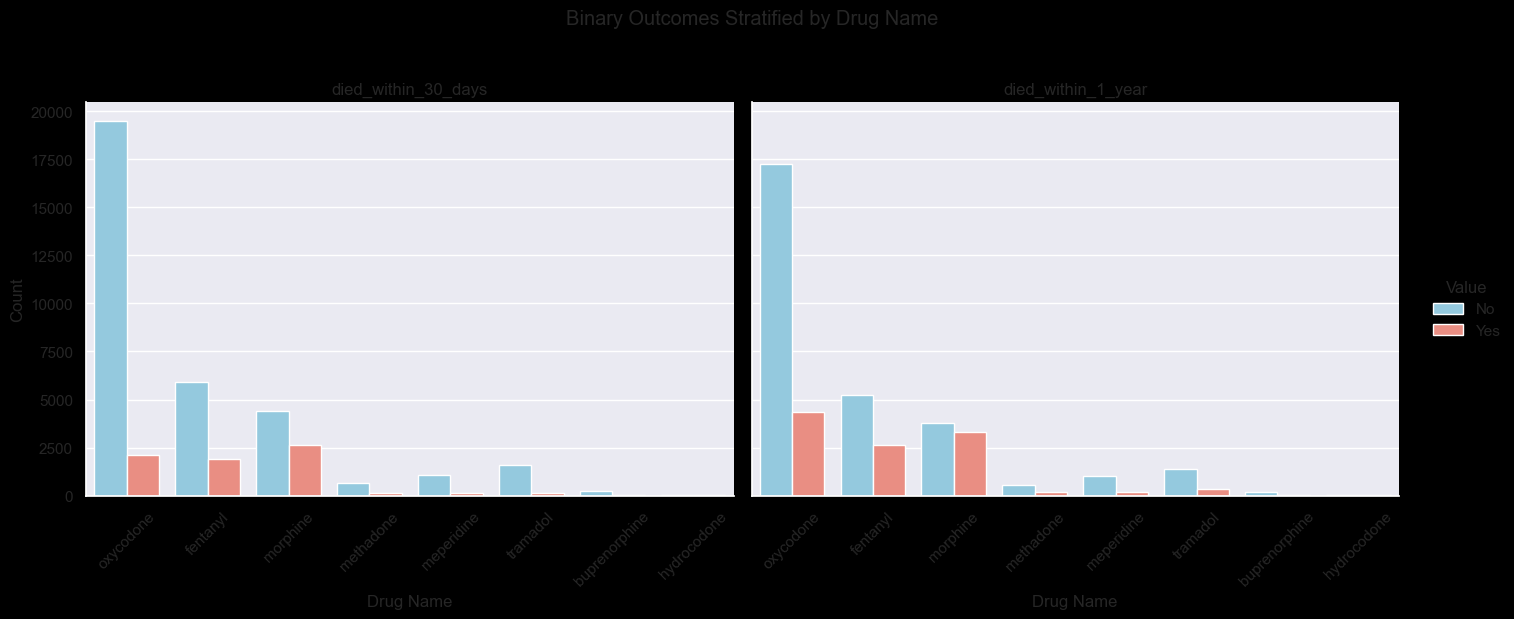 Binary Outcomes Stratified by Drug Name
died_within_30_days
died_within_1_year
20000
17500
15000
12500
10000
7500
5000
2500
0
Count
oxycodone
fentanyl
morphine
methadone
meperidine
tramadol
buprenorphine
hydrocodone
Drug Name
oxycodone
fentanyl
morphine
methadone
meperidine
tramadol
buprenorphine
hydrocodone
Drug Name
Value
No
Yes